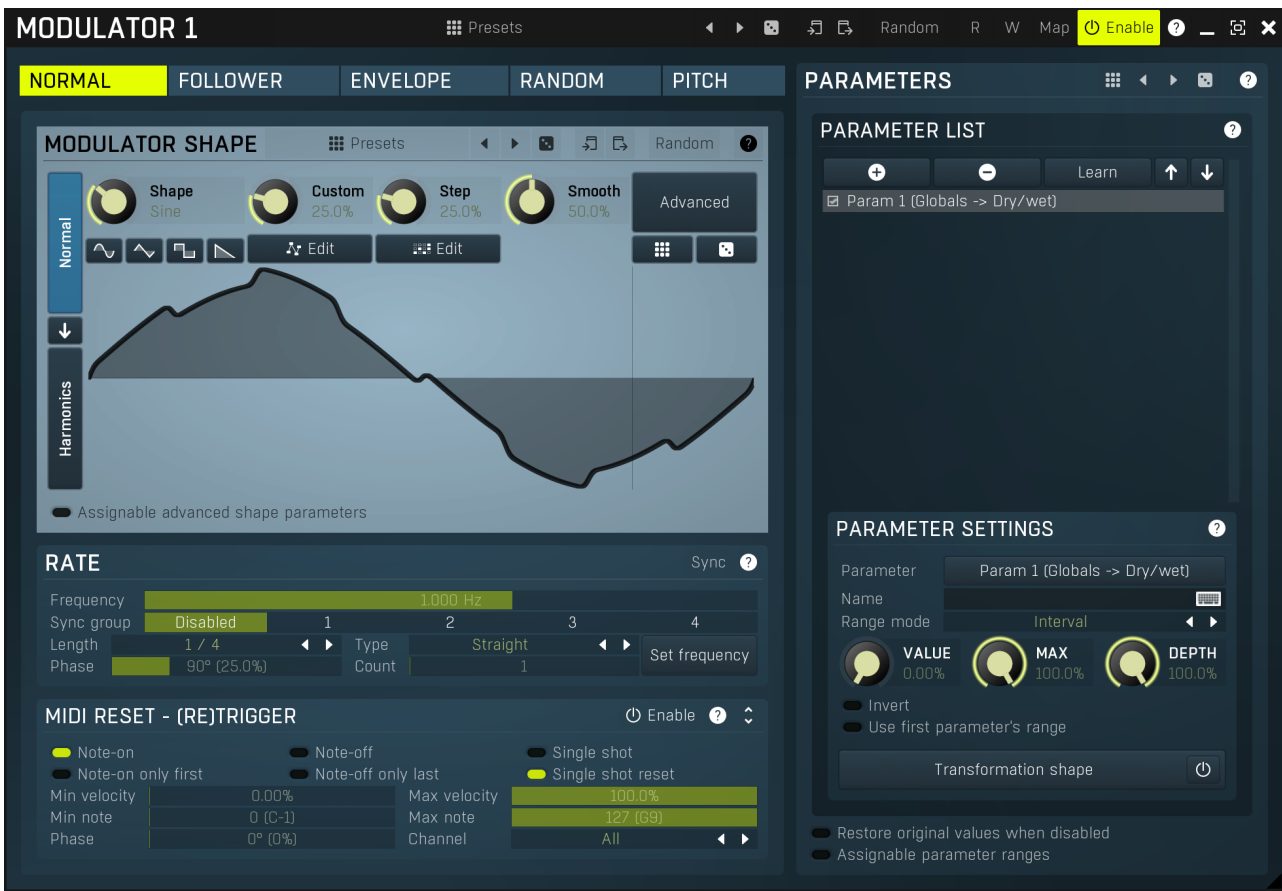 MODULATOR 1 Presets Random R W Map Enable ?
NORMAL FOLLOWER ENVELOPE RANDOM PITCH
MODULATOR SHAPE Presets Random ?
Normal
Harmonics
Shape Custom Step Smooth Advanced
Sine 25.0% 25.0% 50.0%
Edit Edit
Assignable advanced shape parameters
RATE Sync ?
Frequency 1.000 Hz
Sync group Disabled 1 2 3 4
Length 1 / 4 Type Straight Set frequency
Phase 90° (25.0%) Count 1
MIDI RESET - (RE)TRIGGER Enable ?
Note-on Note-off Single shot
Note-on only first Note-off only last Single shot reset
Min velocity 0.00% Max velocity 100.0%
Min note 0 (C-1) Max note 127 (G9)
Phase 0° (0%) Channel All
PARAMETERS ?
PARAMETER LIST ?
Learn
Param 1 (Globals -> Dry/wet)
PARAMETER SETTINGS ?
Parameter Param 1 (Globals -> Dry/wet)
Name
Range mode Interval
VALUE MAX DEPTH
0.00% 100.0% 100.0%
Invert
Use first parameter's range
Transformation shape
Restore original values when disabled
Assignable parameter ranges